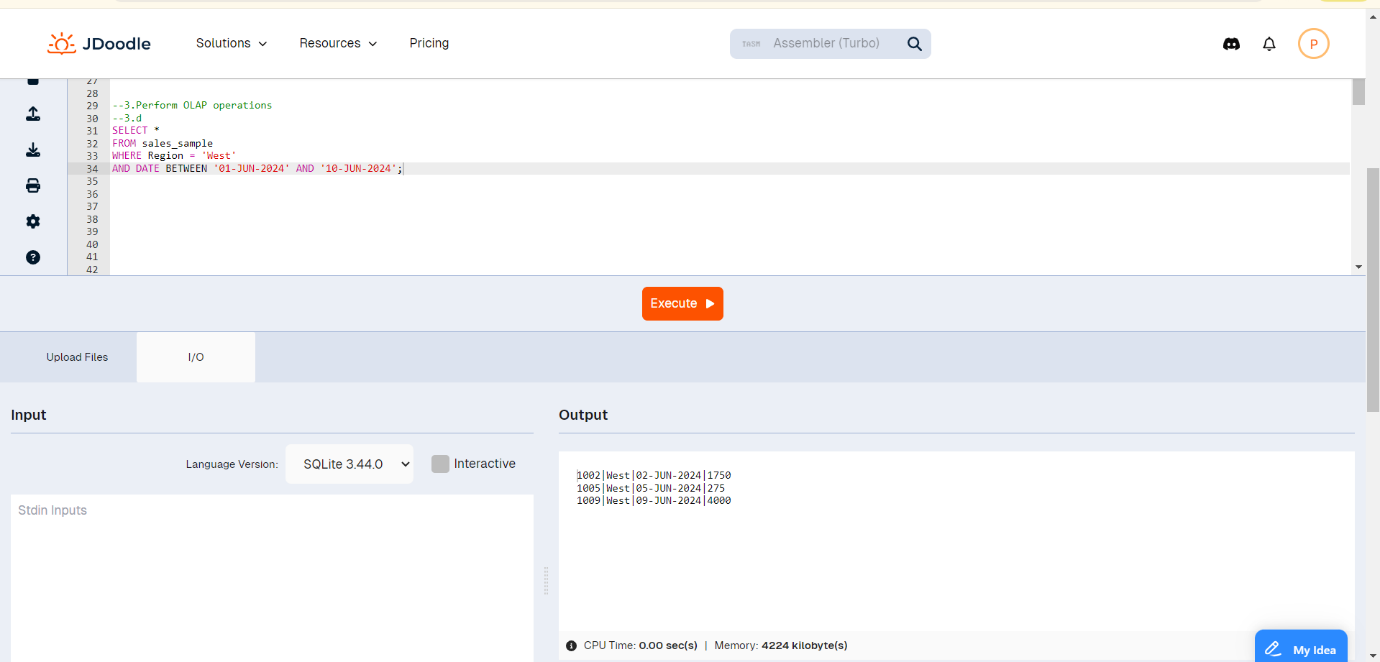 JDoodle
Solutions
Resources
Pricing
TASM Assembler (Turbo)
P
27
28
29 --3.Perform OLAP operations
30 --3.d
31 SELECT *
32 FROM sales_sample
33 WHERE Region = 'West'
34 AND DATE BETWEEN '01-JUN-2024' AND '10-JUN-2024';
35
36
37
38
39
40
41
42
Execute
Upload Files
I/O
Input
Output
Language Version: SQLite 3.44.0 Interactive
Stdin Inputs
1002|West|02-JUN-2024|1750
1005|West|05-JUN-2024|275
1009|West|09-JUN-2024|4000
CPU Time: 0.00 sec(s) | Memory: 4224 kilobyte(s)
My Idea